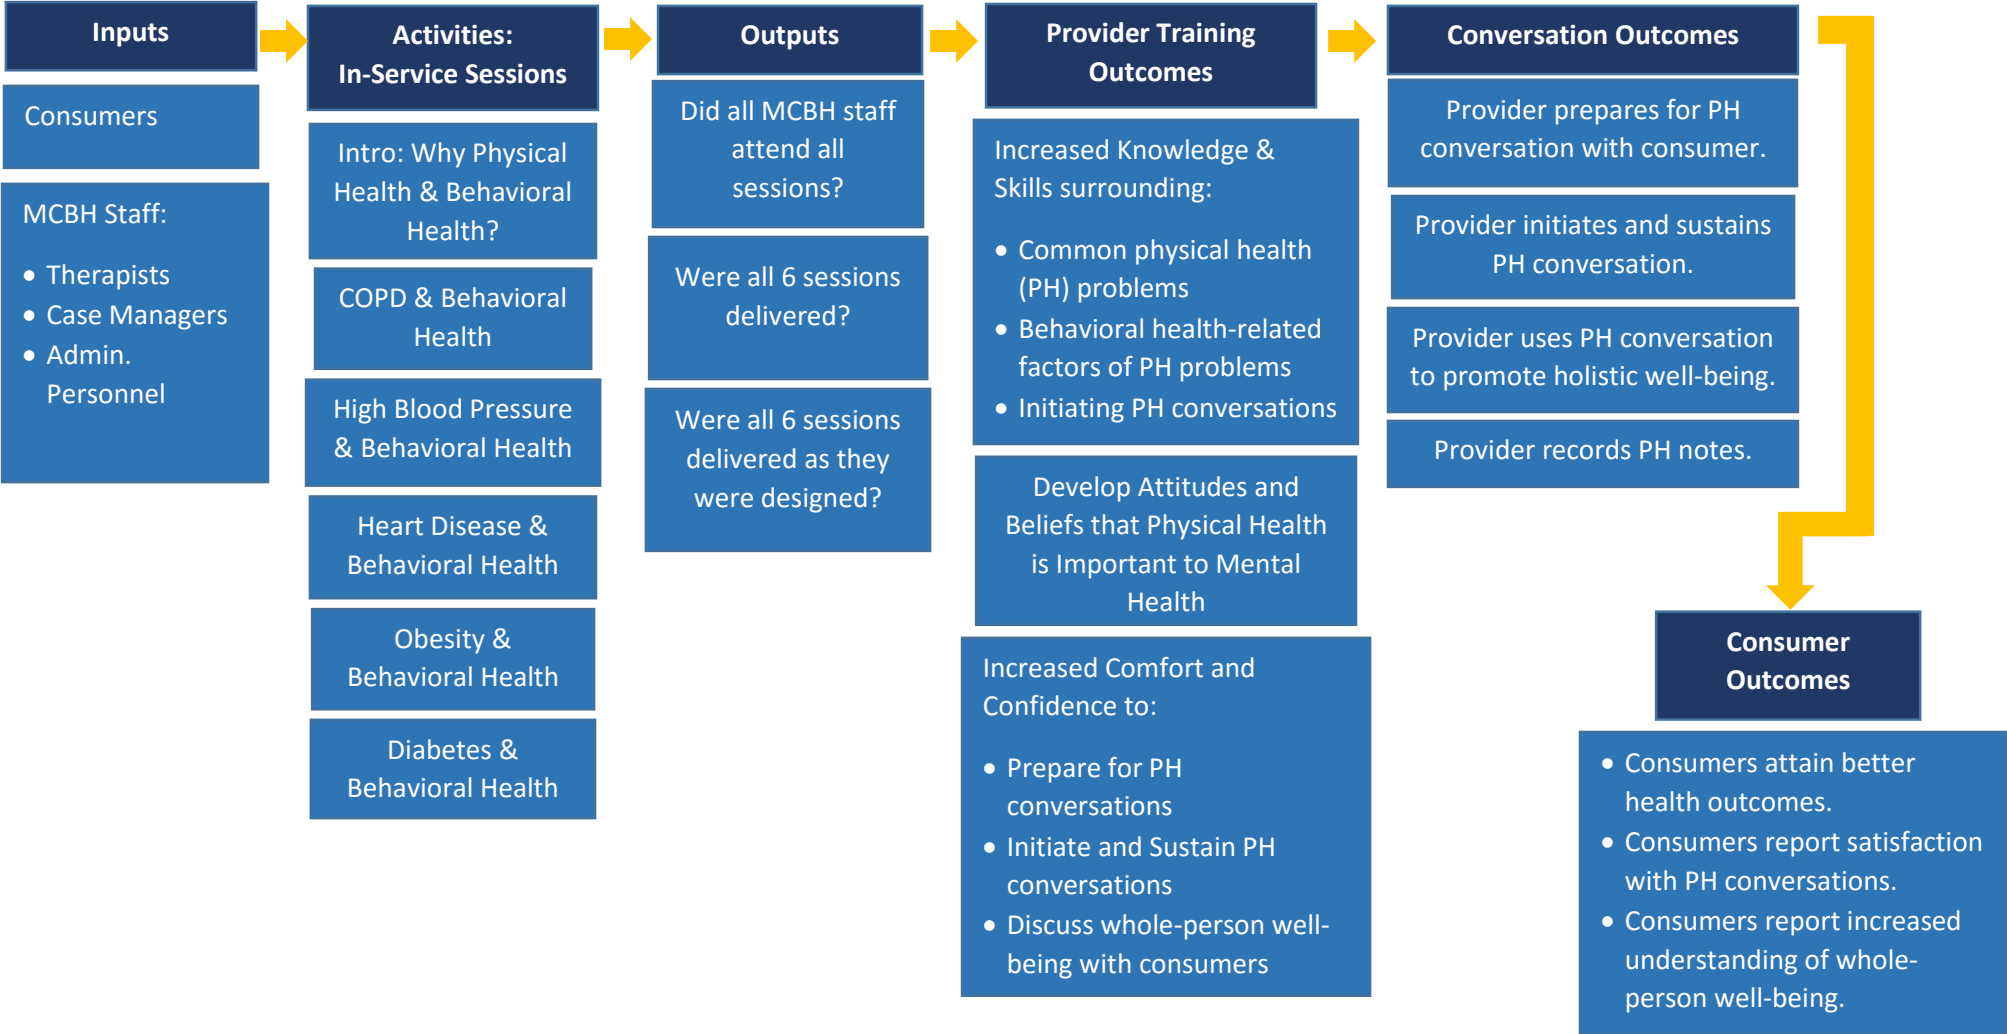 Inputs
Consumers
MCBH Staff:
• Therapists
• Case Managers
• Admin.
Personnel
Activities:
In-Service Sessions
Intro: Why Physical
Health & Behavioral
Health?
COPD & Behavioral
Health
High Blood Pressure
& Behavioral Health
Heart Disease &
Behavioral Health
Obesity &
Behavioral Health
Diabetes &
Behavioral Health
Outputs
Did all MCBH staff
attend all
sessions?
Were all 6 sessions
delivered?
Were all 6 sessions
delivered as they
were designed?
Provider Training
Outcomes
Increased Knowledge &
Skills surrounding:
• Common physical health
(PH) problems
• Behavioral health-related
factors of PH problems
• Initiating PH conversations
Develop Attitudes and
Beliefs that Physical Health
is Important to Mental
Health
Increased Comfort and
Confidence to:
• Prepare for PH
conversations
• Initiate and Sustain PH
conversations
• Discuss whole-person well-
being with consumers
Conversation Outcomes
Provider prepares for PH
conversation with consumer.
Provider initiates and sustains
PH conversation.
Provider uses PH conversation
to promote holistic well-being.
Provider records PH notes.
Consumer
Outcomes
• Consumers attain better
health outcomes.
• Consumers report satisfaction
with PH conversations.
• Consumers report increased
understanding of whole-
person well-being.